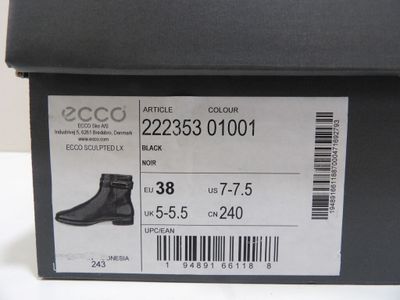 ecco
ECCO Sko A/S
Industrivej 5, 6261 Bredebro, Denmark
www.ecco.com
ECCO SCULPTED LX
ARTICLE COLOUR
222353 01001
BLACK
NOIR
EU 38 US 7-7.5
UK 5-5.5 CN 240
UPC/EAN
1 94891 66118 8
243